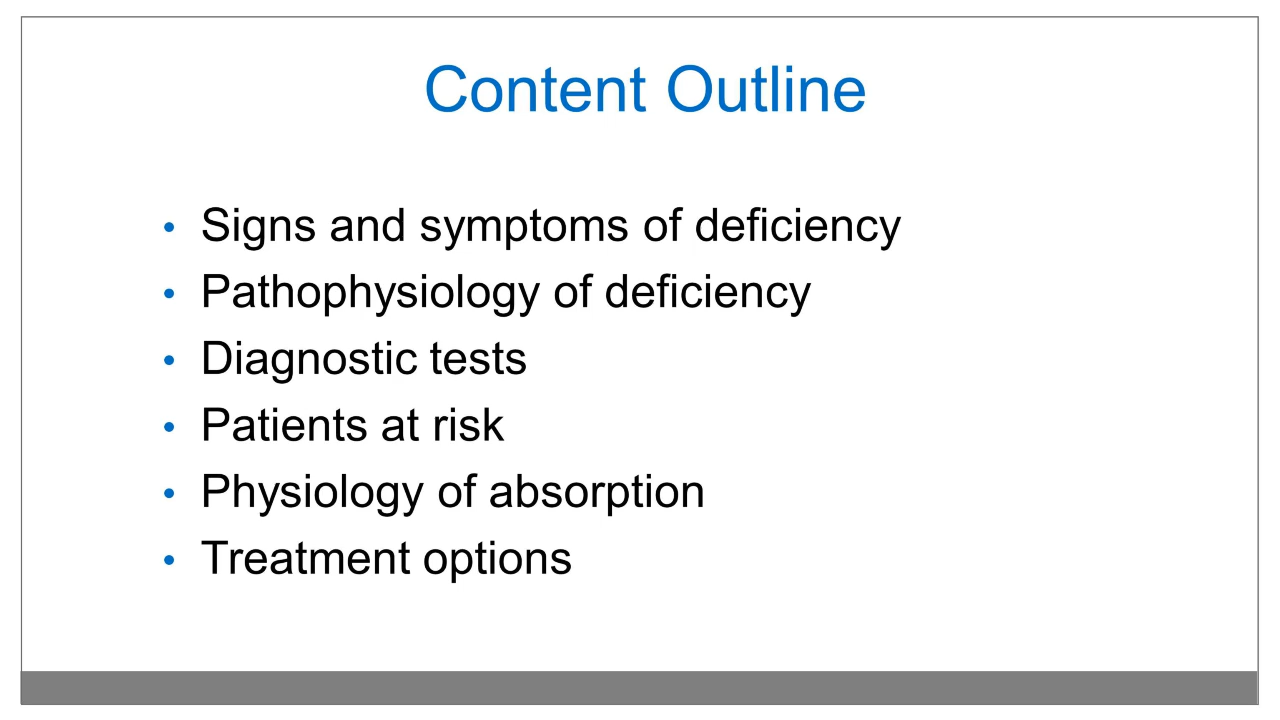 Content Outline
• Signs and symptoms of deficiency
• Pathophysiology of deficiency
• Diagnostic tests
• Patients at risk
• Physiology of absorption
• Treatment options